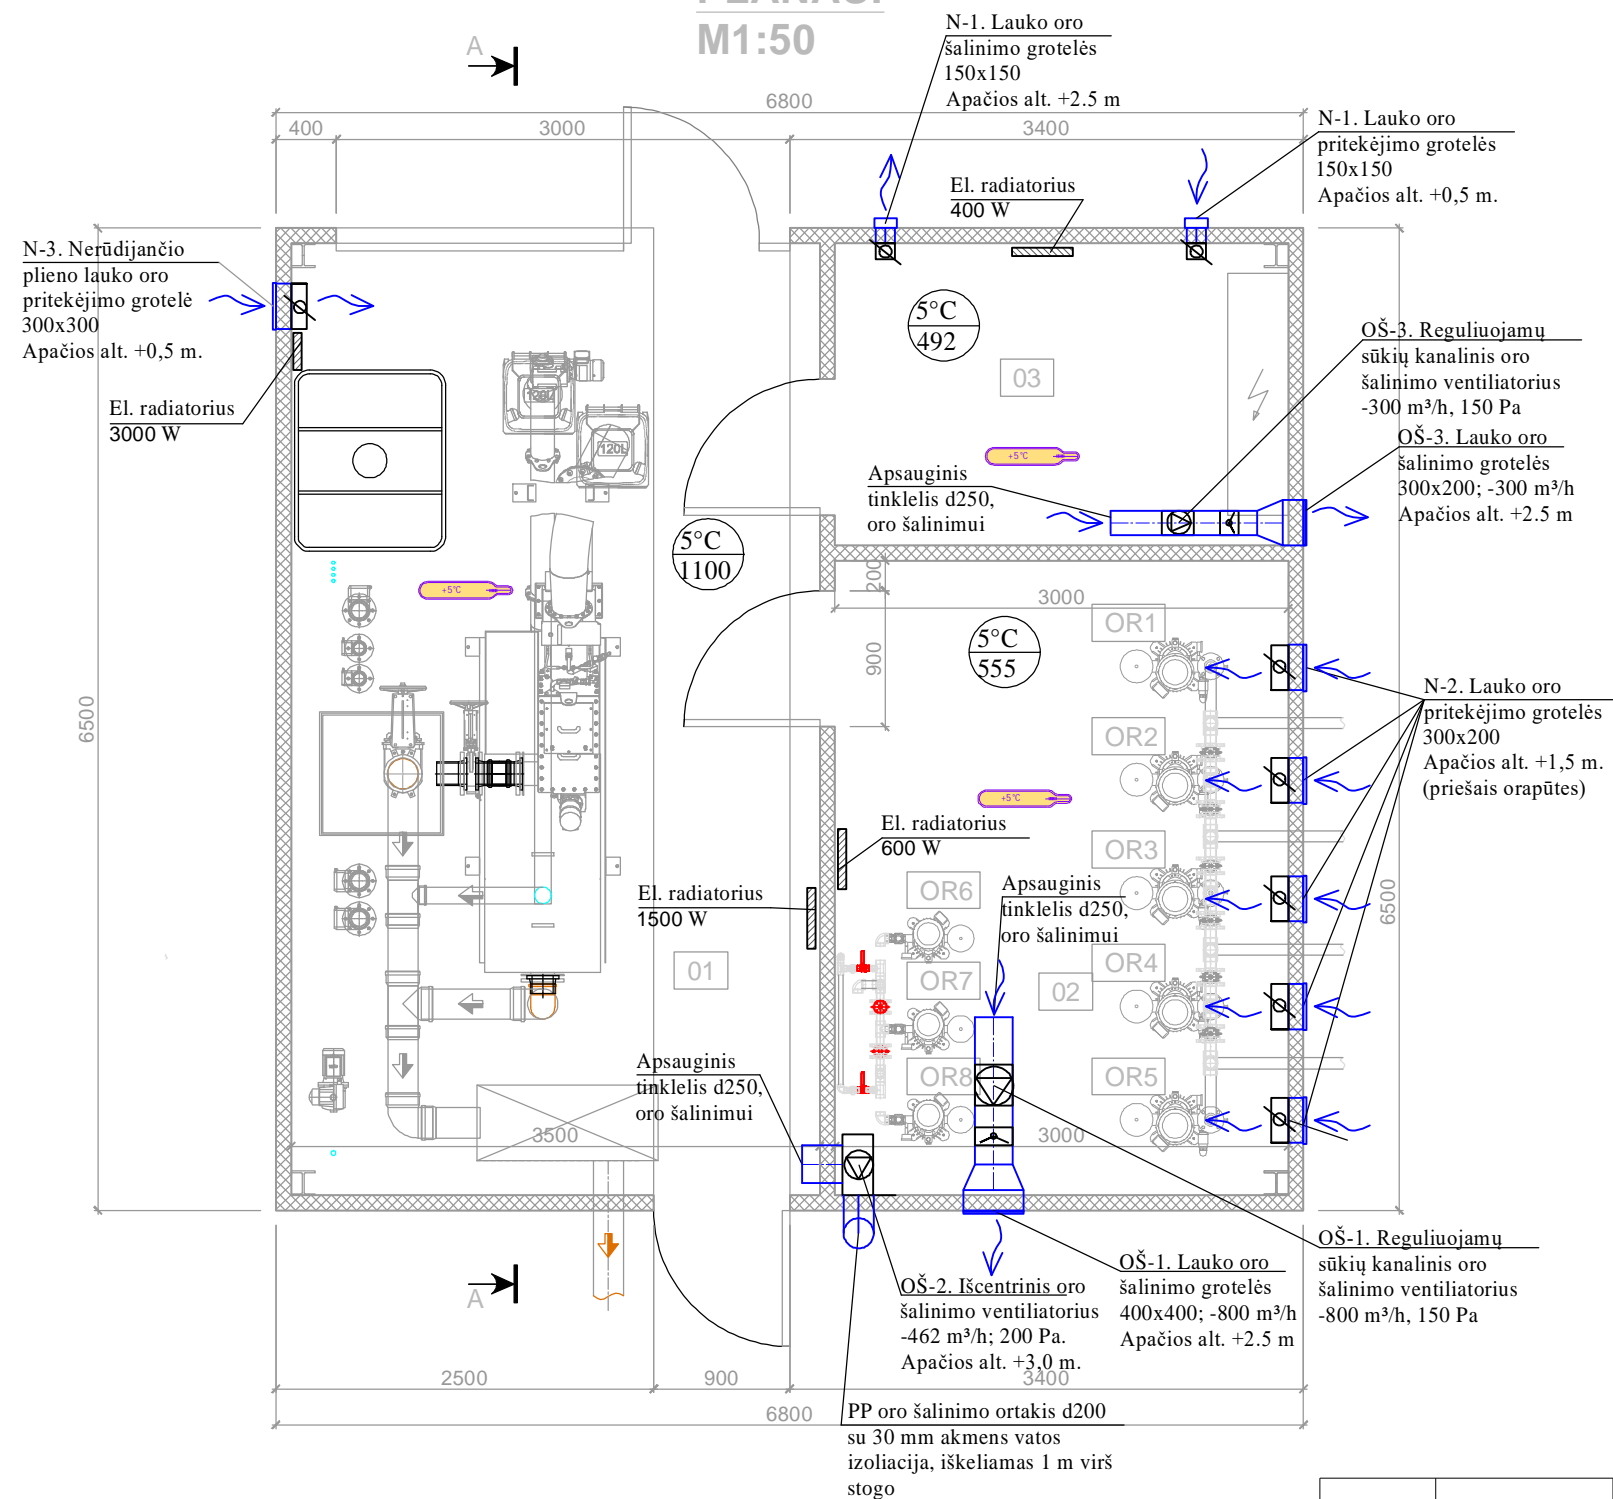 M1:50
A
N-1. Lauko oro
šalinimo grotelės
150x150
Apačios alt. +2.5 m
6800
400
3000
3400
N-1. Lauko oro
pritekėjimo grotelės
150x150
Apačios alt. +0,5 m.
El. radiatorius
400 W
N-3. Nerūdijančio
plieno lauko oro
pritekėjimo grotelė
300x300
Apačios alt. +0,5 m.
El. radiatorius
3000 W
5°C
492
03
OŠ-3. Reguliuojamų
sūkių kanalinis oro
šalinimo ventiliatorius
-300 m³/h, 150 Pa
OŠ-3. Lauko oro
šalinimo grotelės
300x200; -300 m³/h
Apačios alt. +2.5 m
120L
120L
+5°C
Apsauginis
tinklelis d250,
oro šalinimui
5°C
1100
+5°C
200
3000
900
5°C
555
6500
OR1
OR2
OR3
OR4
OR5
N-2. Lauko oro
pritekėjimo grotelės
300x200
Apačios alt. +1,5 m.
(priešais orapūtes)
+5°C
El. radiatorius
600 W
OR6
OR7
OR8
Apsauginis
tinklelis d250,
oro šalinimui
02
6500
El. radiatorius
1500 W
01
Apsauginis
tinklelis d250,
oro šalinimui
3500
3000
A
OŠ-2. Išcentrinis oro
šalinimo ventiliatorius
-462 m³/h; 200 Pa.
Apačios alt. +3,0 m.
OŠ-1. Lauko oro
šalinimo grotelės
400x400; -800 m³/h
Apačios alt. +2.5 m
OŠ-1. Reguliuojamų
sūkių kanalinis oro
šalinimo ventiliatorius
-800 m³/h, 150 Pa
2500
900
3400
6800
PP oro šalinimo ortakis d200
su 30 mm akmens vatos
izoliacija, iškeliamas 1 m virš
stogo